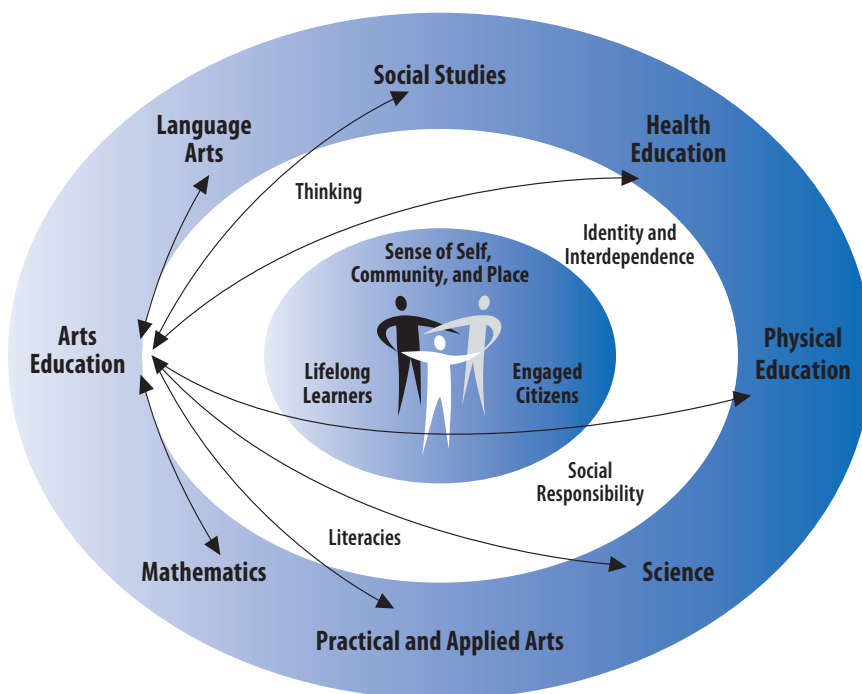 Social Studies
Language
Arts
Health
Education
Thinking
Identity and
Interdependence
Sense of Self,
Community, and Place
Arts
Education
Lifelong
Learners
Engaged
Citizens
Physical
Education
Social
Responsibility
Literacies
Mathematics
Science
Practical and Applied Arts